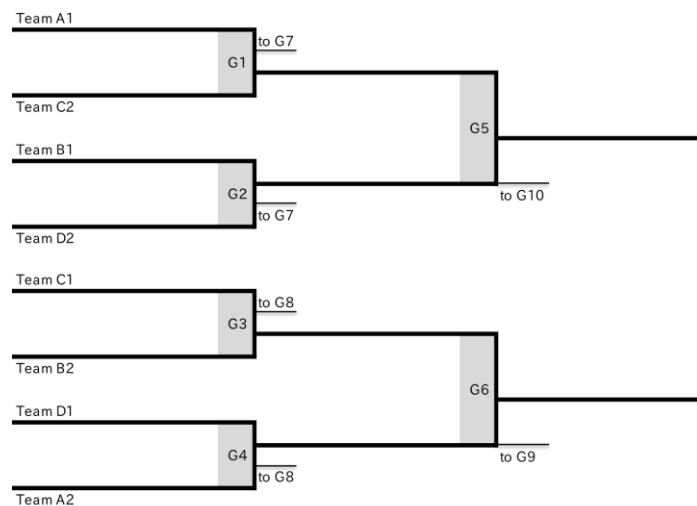 Team A1
to G7
G1
Team C2
G5
Team B1
G2
to G7
to G10
Team D2
Team C1
to G8
G3
Team B2
G6
Team D1
G4
to G9
to G8
Team A2